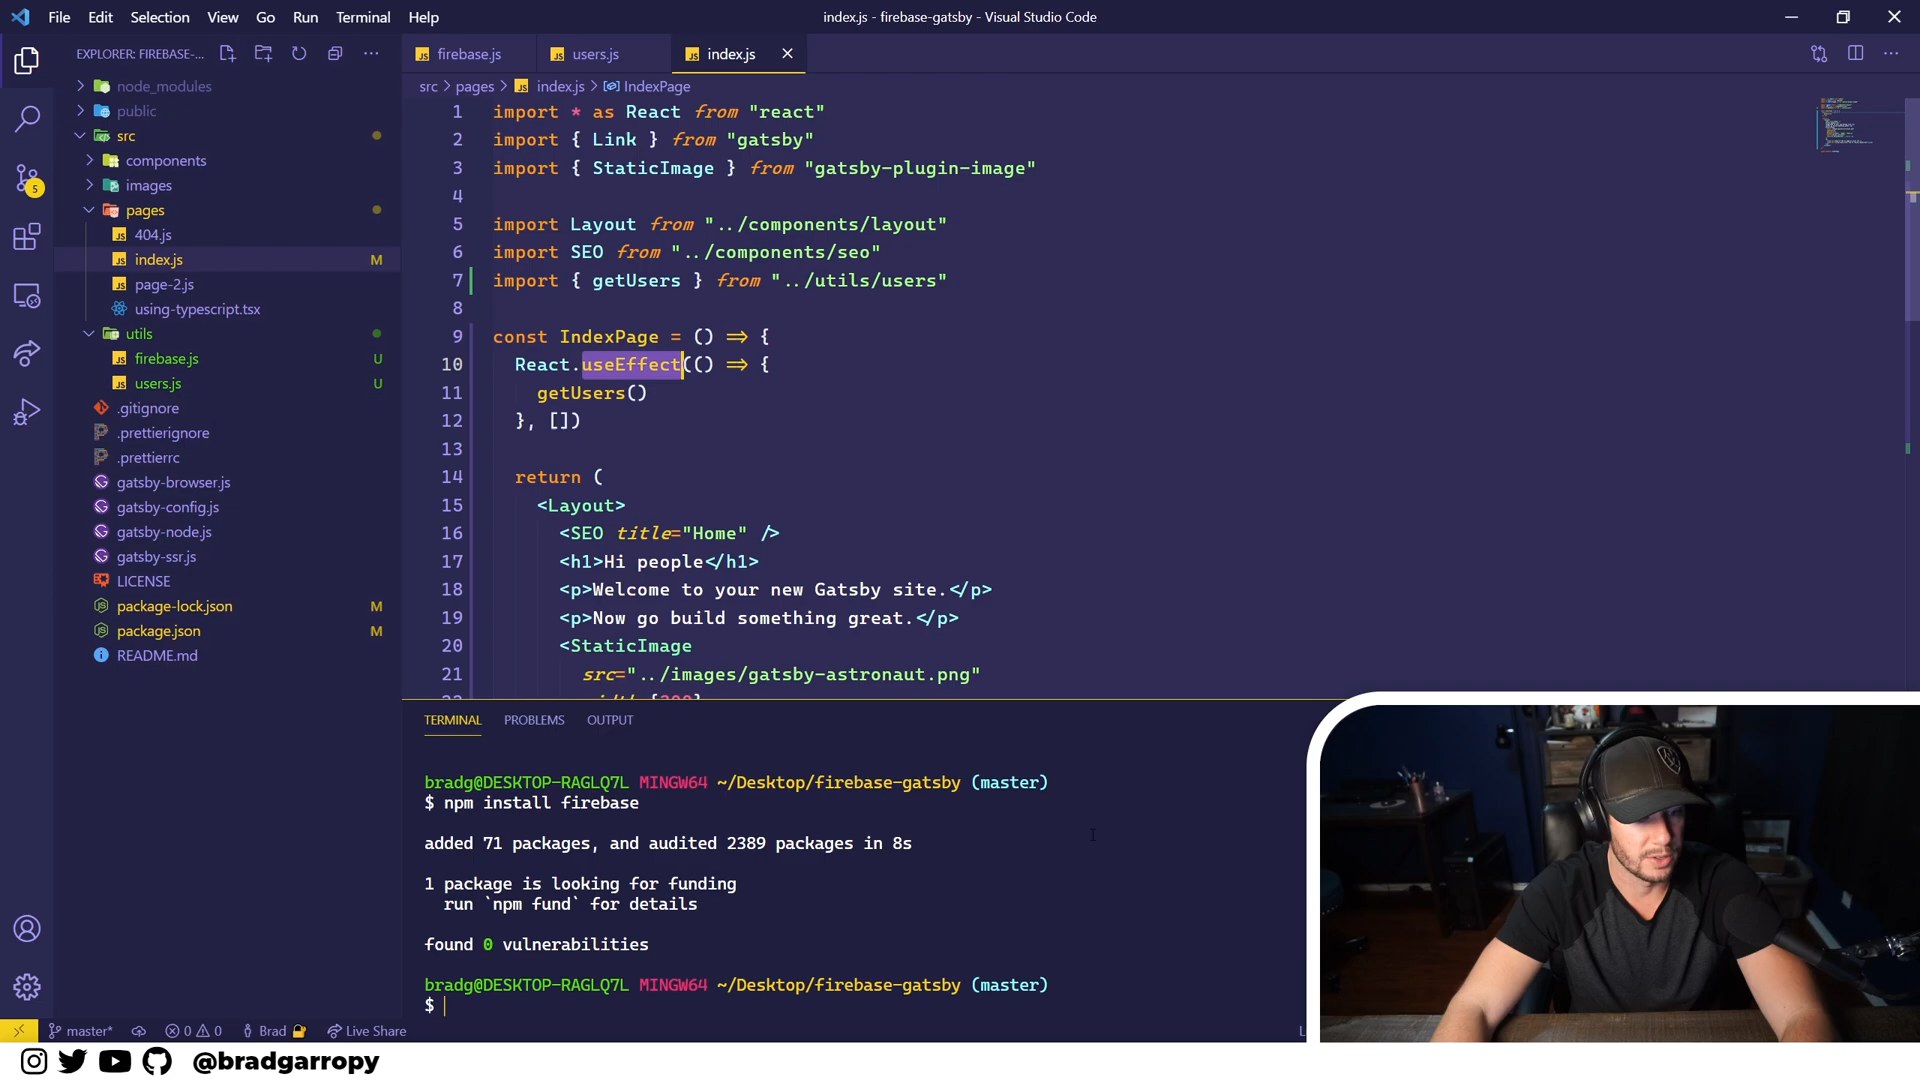 File Edit Selection View Go Run Terminal Help
index.js - firebase-gatsby - Visual Studio Code
EXPLORER: FIREBASE-...
node_modules
public
src
components
images
pages
404.js
index.js M
page-2.js
using-typescript.tsx
utils
firebase.js U
users.js U
.gitignore
.prettierignore
.prettierrc
gatsby-browser.js
gatsby-config.js
gatsby-node.js
gatsby-ssr.js
LICENSE
package-lock.json M
package.json M
README.md
5
firebase.js users.js index.js
src > pages > index.js > IndexPage
1 import * as React from "react"
2 import { Link } from "gatsby"
3 import { StaticImage } from "gatsby-plugin-image"
4
5 import Layout from "../components/layout"
6 import SEO from "../components/seo"
7 import { getUsers } from "../utils/users"
8
9 const IndexPage = () => {
10 React.useEffect(() => {
11 getUsers()
12 }, [])
13
14 return (
15 <Layout>
16 <SEO title="Home" />
17 <h1>Hi people</h1>
18 <p>Welcome to your new Gatsby site.</p>
19 <p>Now go build something great.</p>
20 <StaticImage
21 src="../images/gatsby-astronaut.png"
TERMINAL PROBLEMS OUTPUT
bradg@DESKTOP-RAGLQ7L MINGW64 ~/Desktop/firebase-gatsby (master)
$ npm install firebase
added 71 packages, and audited 2389 packages in 8s
1 package is looking for funding
run `npm fund` for details
found 0 vulnerabilities
bradg@DESKTOP-RAGLQ7L MINGW64 ~/Desktop/firebase-gatsby (master)
$
master* 0 0 Brad Live Share
@bradgarropy